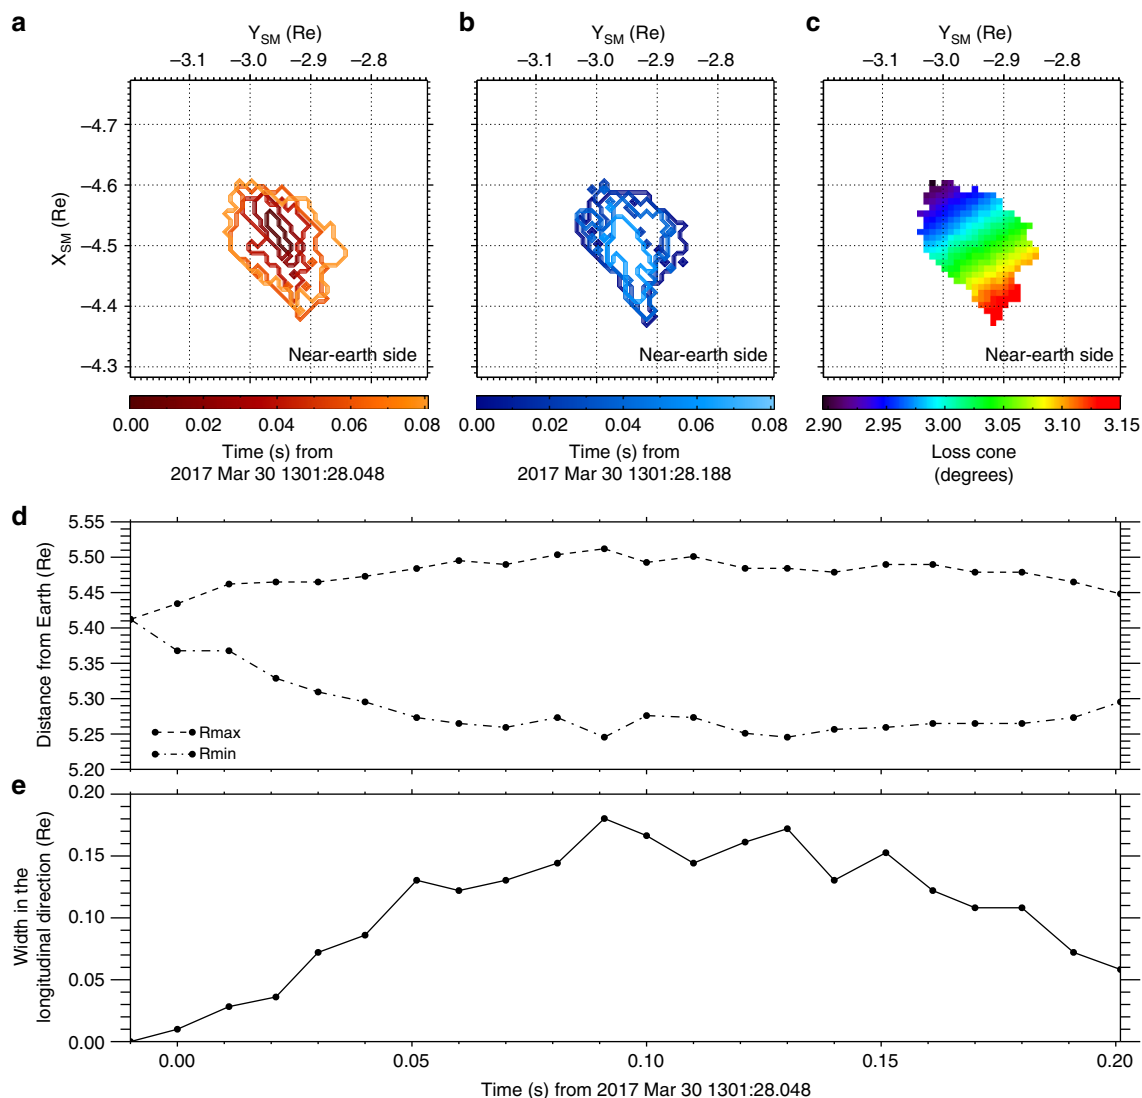 a
Y_SM (Re)
−3.1 −3.0 −2.9 −2.8
X_SM (Re)
−4.7
−4.6
−4.5
−4.4
−4.3
Near-earth side
0.00 0.02 0.04 0.06 0.08
Time (s) from
2017 Mar 30 1301:28.048
b
Y_SM (Re)
−3.1 −3.0 −2.9 −2.8
Near-earth side
0.00 0.02 0.04 0.06 0.08
Time (s) from
2017 Mar 30 1301:28.188
c
Y_SM (Re)
−3.1 −3.0 −2.9 −2.8
Near-earth side
2.90 2.95 3.00 3.05 3.10 3.15
Loss cone
(degrees)
d
Distance from Earth (Re)
5.55
5.50
5.45
5.40
5.35
5.30
5.25
5.20
Rmax
Rmin
e
Width in the
longitudinal direction (Re)
0.20
0.15
0.10
0.05
0.00
0.00 0.05 0.10 0.15 0.20
Time (s) from 2017 Mar 30 1301:28.048